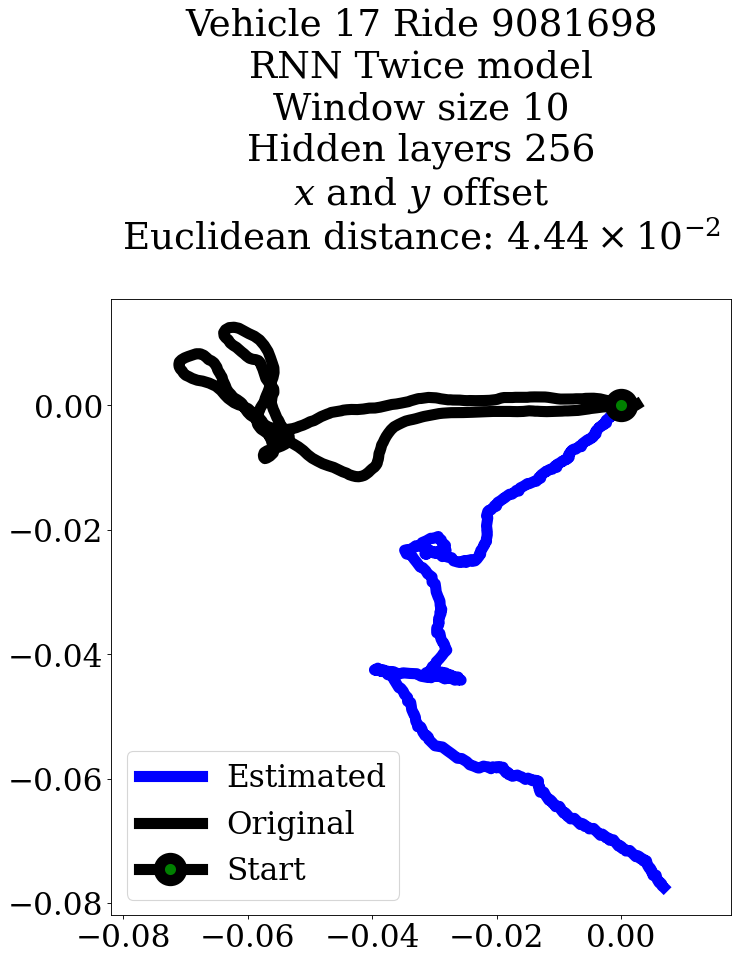 Vehicle 17 Ride 9081698
RNN Twice model
Window size 10
Hidden layers 256
x and y offset
Euclidean distance: 4.44 × 10⁻²
0.00
−0.02
−0.04
−0.06
−0.08
Estimated
Original
Start
−0.08 −0.06 −0.04 −0.02 0.00